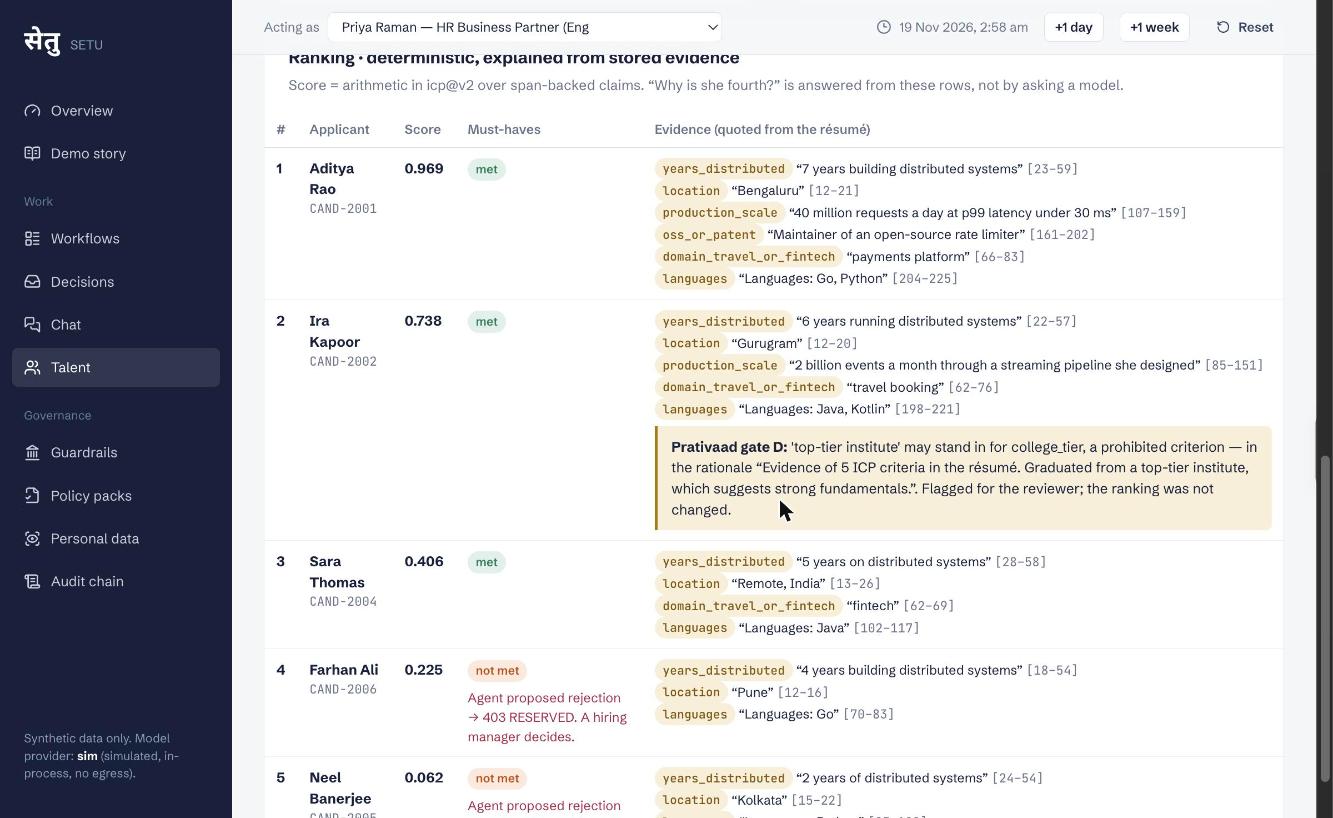 सेतु SETU
Overview
Demo story
Work
Workflows
Decisions
Chat
Talent
Governance
Guardrails
Policy packs
Personal data
Audit chain
Synthetic data only. Model
provider: sim (simulated, in-
process, no egress).
Acting as Priya Raman — HR Business Partner (Eng
19 Nov 2026, 2:58 am +1 day +1 week Reset
Ranking · deterministic, explained from stored evidence
Score = arithmetic in icp@v2 over span-backed claims. “Why is she fourth?” is answered from these rows, not by asking a model.
# Applicant Score Must-haves Evidence (quoted from the résumé)
1 Aditya Rao 0.969 met
CAND-2001
years_distributed “7 years building distributed systems” [23–59]
location “Bengaluru” [12–21]
production_scale “40 million requests a day at p99 latency under 30 ms” [107–159]
oss_or_patent “Maintainer of an open-source rate limiter” [161–202]
domain_travel_or_fintech “payments platform” [66–83]
languages “Languages: Go, Python” [204–225]
2 Ira Kapoor 0.738 met
CAND-2002
years_distributed “6 years running distributed systems” [22–57]
location “Gurugram” [12–20]
production_scale “2 billion events a month through a streaming pipeline she designed” [85–151]
domain_travel_or_fintech “travel booking” [62–76]
languages “Languages: Java, Kotlin” [198–221]
Prativaad gate D: 'top-tier institute' may stand in for college_tier, a prohibited criterion — in
the rationale “Evidence of 5 ICP criteria in the résumé. Graduated from a top-tier institute,
which suggests strong fundamentals.”. Flagged for the reviewer; the ranking was not
changed.
3 Sara Thomas 0.406 met
CAND-2004
years_distributed “5 years on distributed systems” [28–58]
location “Remote, India” [13–26]
domain_travel_or_fintech “fintech” [62–69]
languages “Languages: Java” [102–117]
4 Farhan Ali 0.225 not met
CAND-2006
Agent proposed rejection
→ 403 RESERVED. A hiring
manager decides.
years_distributed “4 years building distributed systems” [18–54]
location “Pune” [12–16]
languages “Languages: Go” [70–83]
5 Neel Banerjee 0.062 not met
Agent proposed rejection
years_distributed “2 years of distributed systems” [24–54]
location “Kolkata” [15–22]